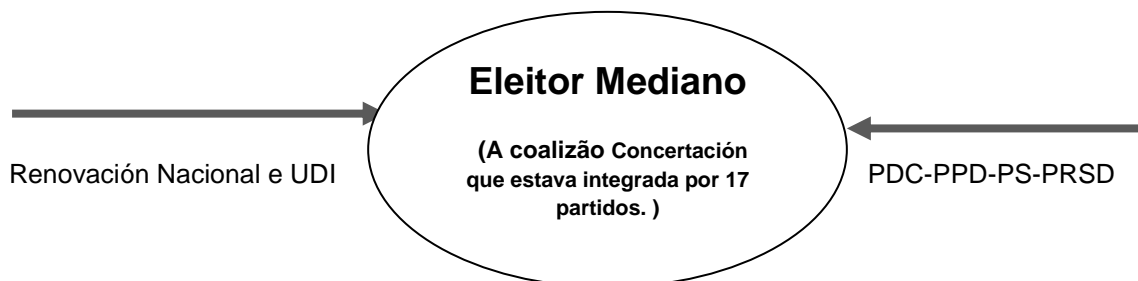 Eleitor Mediano
(A coalizão Concertación
que estava integrada por 17
partidos. )
Renovación Nacional e UDI
PDC-PPD-PS-PRSD